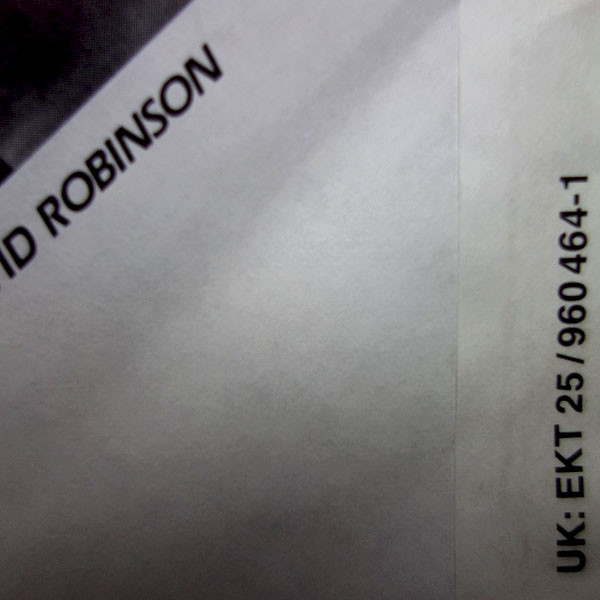 ID ROBINSON
UK: EKT 25/960 464-1